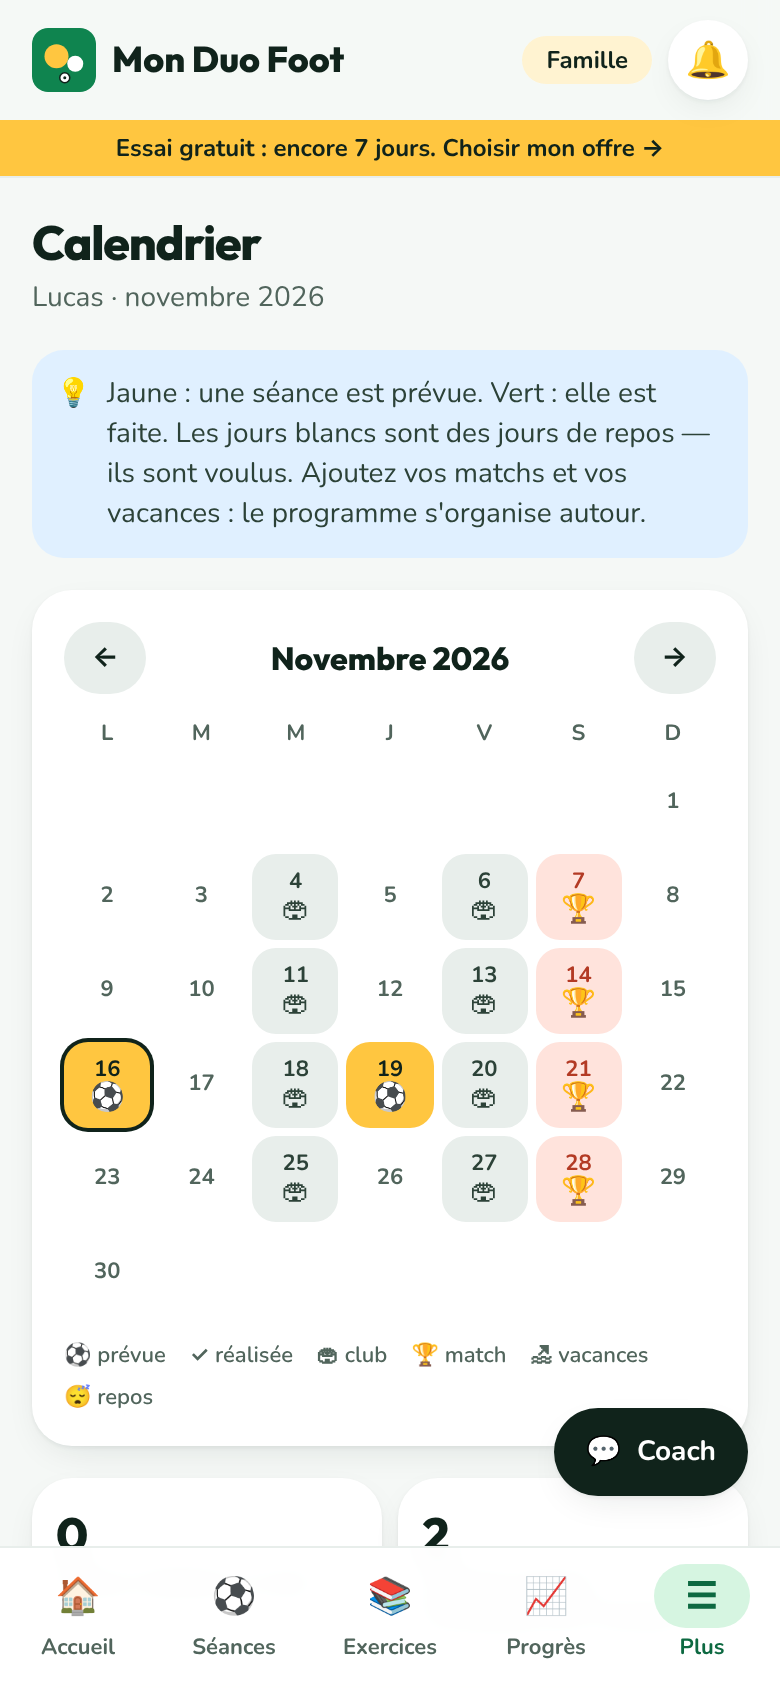 Mon Duo Foot
Famille
Essai gratuit : encore 7 jours. Choisir mon offre →
Calendrier
Lucas · novembre 2026
Jaune : une séance est prévue. Vert : elle est
faite. Les jours blancs sont des jours de repos —
ils sont voulus. Ajoutez vos matchs et vos
vacances : le programme s'organise autour.
← Novembre 2026 →
L M M J V S D
1
2 3 4 5 6 7 8
9 10 11 12 13 14 15
16 17 18 19 20 21 22
23 24 25 26 27 28 29
30
prévue ✓ réalisée club match vacances
repos
Coach
0 2
Accueil Séances Exercices Progrès Plus